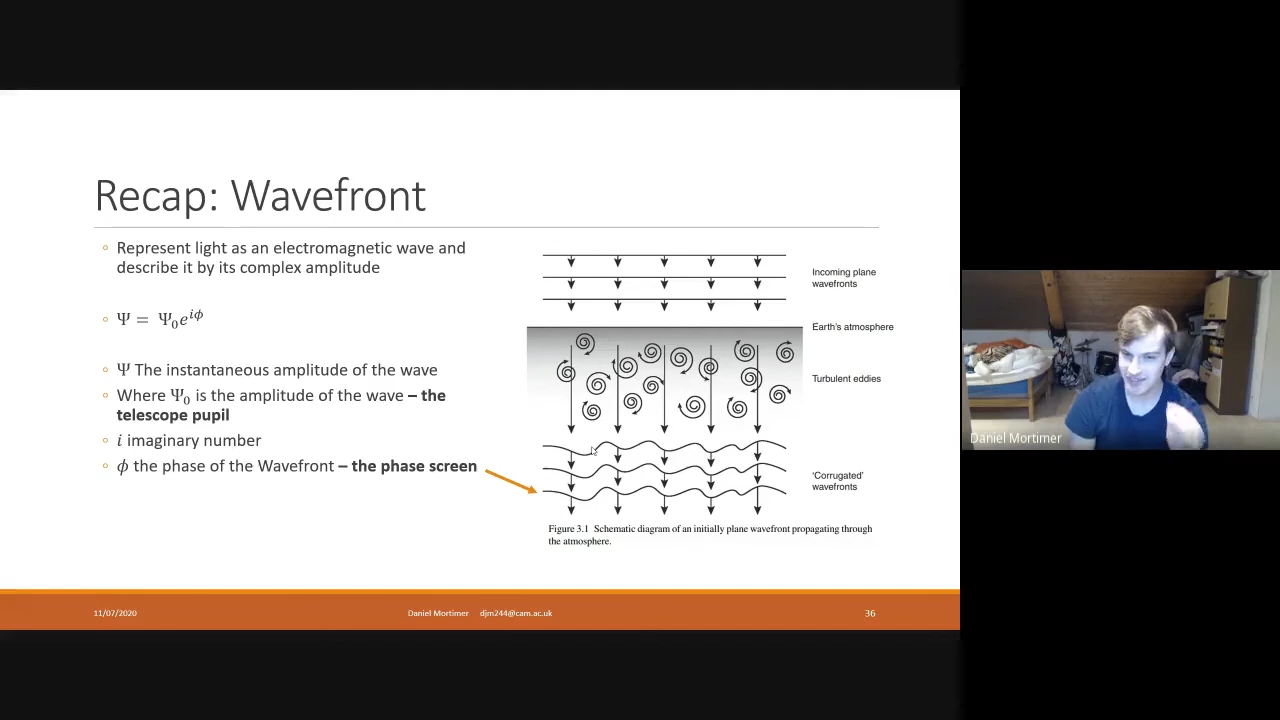 Recap: Wavefront
◦ Represent light as an electromagnetic wave and
describe it by its complex amplitude
◦ Ψ = Ψ₀e^{iϕ}
◦ Ψ The instantaneous amplitude of the wave
◦ Where Ψ₀ is the amplitude of the wave – the
telescope pupil
◦ i imaginary number
◦ ϕ the phase of the Wavefront – the phase screen
Incoming plane
wavefronts
Earth's atmosphere
Turbulent eddies
'Corrugated'
wavefronts
Figure 3.1 Schematic diagram of an initially plane wavefront propagating through
the atmosphere.
11/07/2020
Daniel Mortimer djm244@cam.ac.uk
36
Daniel Mortimer